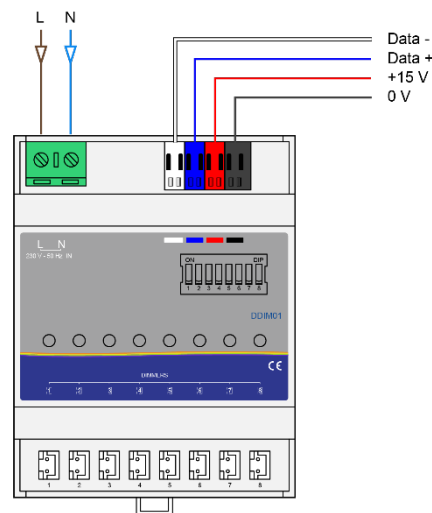 L N
Data -
Data +
+15 V
0 V
L N
230 V - 50 Hz IN
ON DIP
1 2 3 4 5 6 7 8
DDIM01
CE
DIMMERS
1 2 3 4 5 6 7 8
1 2 3 4 5 6 7 8